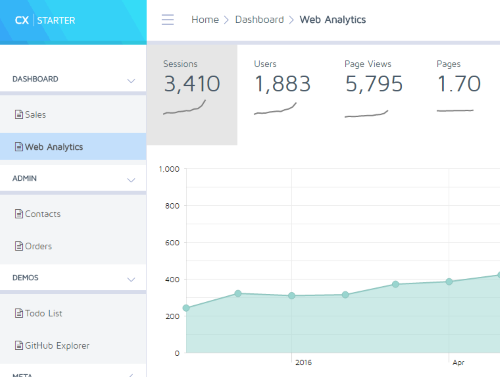 CX STARTER
Home > Dashboard > Web Analytics
DASHBOARD
Sales
Web Analytics
ADMIN
Contacts
Orders
DEMOS
Todo List
GitHub Explorer
META
Sessions
3,410
Users
1,883
Page Views
5,795
Pages
1.70
1,000
800
600
400
200
0
2016
Apr